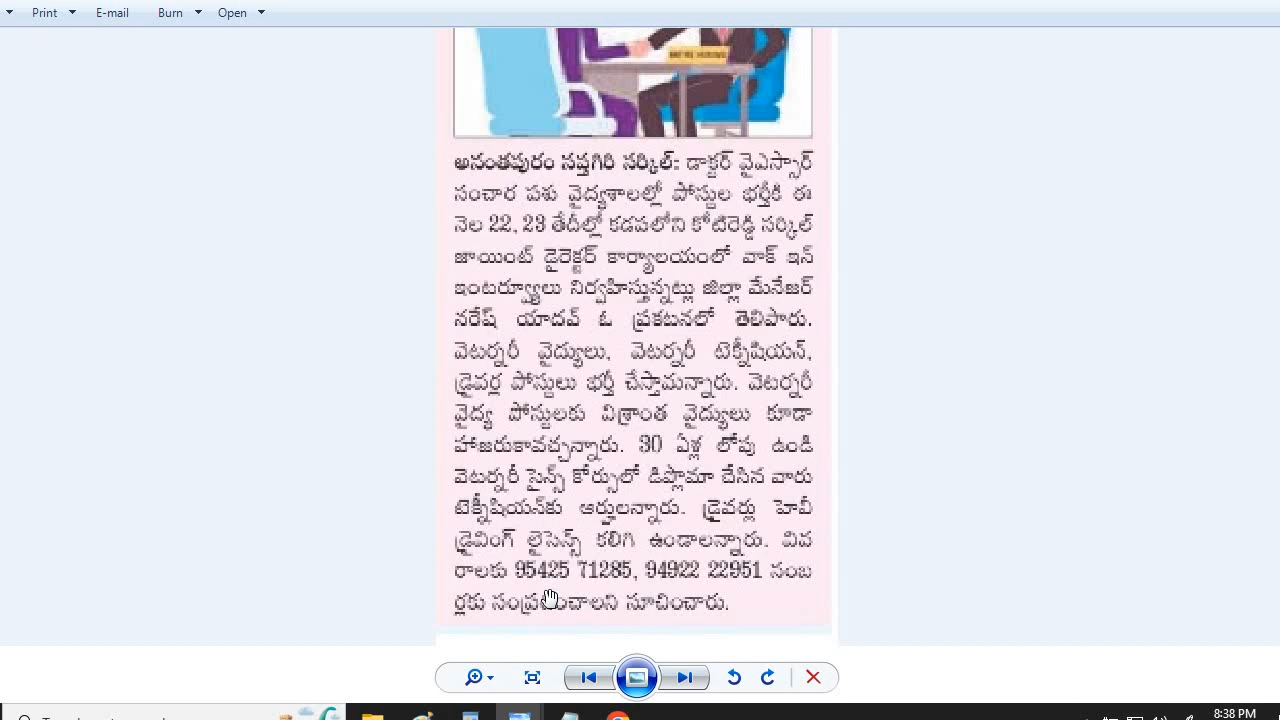 Print
E-mail
Burn
Open
WE'RE HIRING
అనంతపురం సప్తగిరి సర్కిల్: డాక్టర్ వైఎస్సార్
సంచార పశు వైద్యశాలల్లో పోస్టుల భర్తీకి ఈ
నెల 22, 23 తేదీల్లో కడపలోని కోటిరెడ్డి సర్కిల్
జాయింట్ డైరెక్టర్ కార్యాలయంలో వాక్ ఇన్
ఇంటర్వ్యూలు నిర్వహిస్తున్నట్లు జిల్లా మేనేజర్
నరేష్ యాదవ్ ఓ ప్రకటనలో తెలిపారు.
వెటర్నరీ వైద్యులు, వెటర్నరీ టెక్నీషియన్,
డ్రైవర్ల పోస్టులు భర్తీ చేస్తామన్నారు. వెటర్నరీ
వైద్య పోస్టులకు విశ్రాంత వైద్యులు కూడా
హాజరుకావచ్చన్నారు. 30 ఏళ్ల లోపు ఉండి
వెటర్నరీ సైన్స్ కోర్సులో డిప్లొమా చేసిన వారు
టెక్నీషియన్‌కు అర్హులన్నారు. డ్రైవర్లు హెవీ
డ్రైవింగ్ లైసెన్స్ కలిగి ఉండాలన్నారు. వివ
రాలకు 95425 71285, 94922 22951 నంబ
ర్లకు సంప్రదించాలని సూచించారు.
8:38 PM